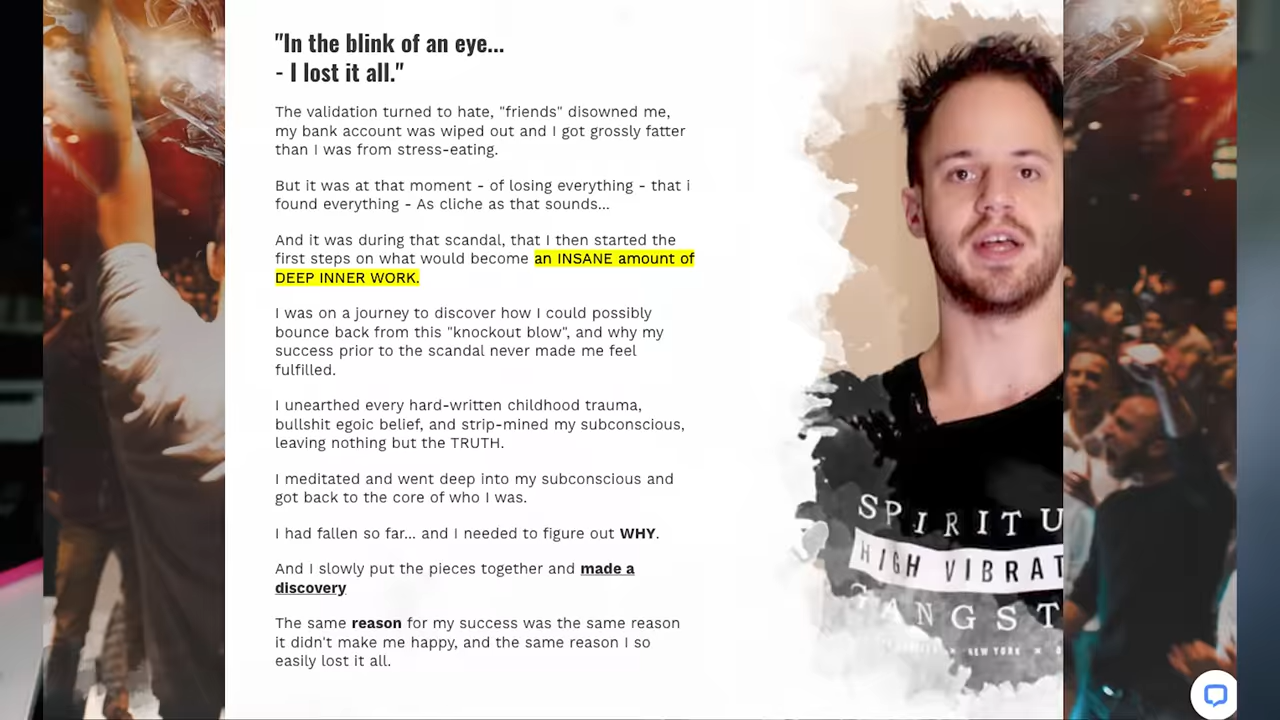 "In the blink of an eye...
- I lost it all."
The validation turned to hate, "friends" disowned me,
my bank account was wiped out and I got grossly fatter
than I was from stress-eating.
But it was at that moment - of losing everything - that i
found everything - As cliche as that sounds...
And it was during that scandal, that I then started the
first steps on what would become an INSANE amount of
DEEP INNER WORK.
I was on a journey to discover how I could possibly
bounce back from this "knockout blow", and why my
success prior to the scandal never made me feel
fulfilled.
I unearthed every hard-written childhood trauma,
bullshit egoic belief, and strip-mined my subconscious,
leaving nothing but the TRUTH.
I meditated and went deep into my subconscious and
got back to the core of who I was.
I had fallen so far... and I needed to figure out WHY.
And I slowly put the pieces together and made a
discovery
The same reason for my success was the same reason
it didn't make me happy, and the same reason I so
easily lost it all.
SPIRITU
HIGH VIBRAT
GANGST
NEW YORK